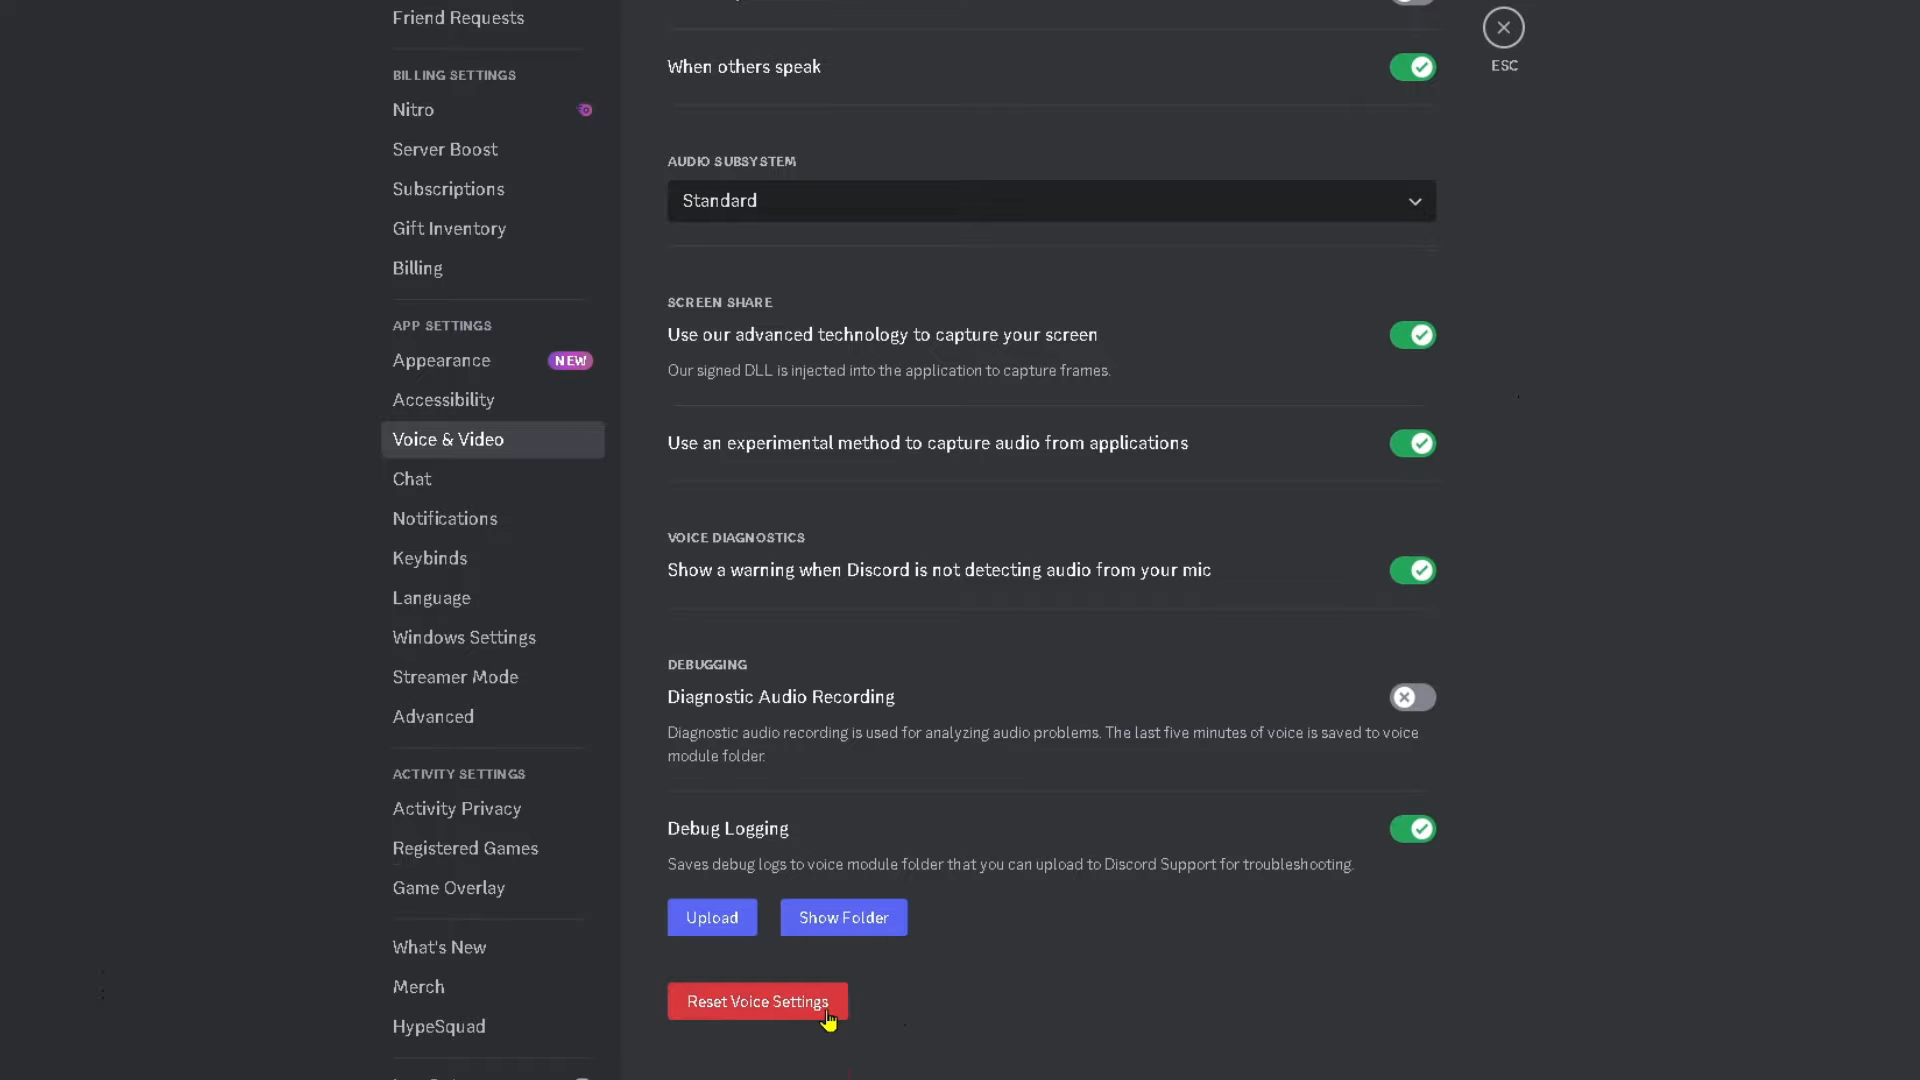 Friend Requests
BILLING SETTINGS
Nitro
Server Boost
Subscriptions
Gift Inventory
Billing
APP SETTINGS
Appearance NEW
Accessibility
Voice & Video
Chat
Notifications
Keybinds
Language
Windows Settings
Streamer Mode
Advanced
ACTIVITY SETTINGS
Activity Privacy
Registered Games
Game Overlay
What's New
Merch
HypeSquad
When others speak
AUDIO SUBSYSTEM
Standard
SCREEN SHARE
Use our advanced technology to capture your screen
Our signed DLL is injected into the application to capture frames.
Use an experimental method to capture audio from applications
VOICE DIAGNOSTICS
Show a warning when Discord is not detecting audio from your mic
DEBUGGING
Diagnostic Audio Recording
Diagnostic audio recording is used for analyzing audio problems. The last five minutes of voice is saved to voice
module folder.
Debug Logging
Saves debug logs to voice module folder that you can upload to Discord Support for troubleshooting.
Upload Show Folder
Reset Voice Settings
ESC